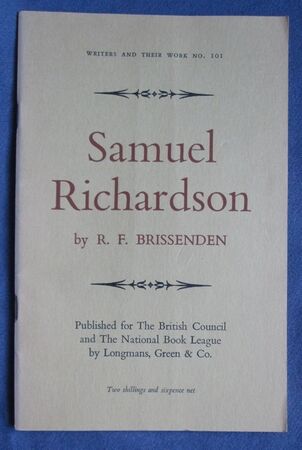 WRITERS AND THEIR WORK NO. 101
Samuel
Richardson
by R. F. BRISSENDEN
Published for The British Council
and The National Book League
by Longmans, Green & Co.
Two shillings and sixpence net